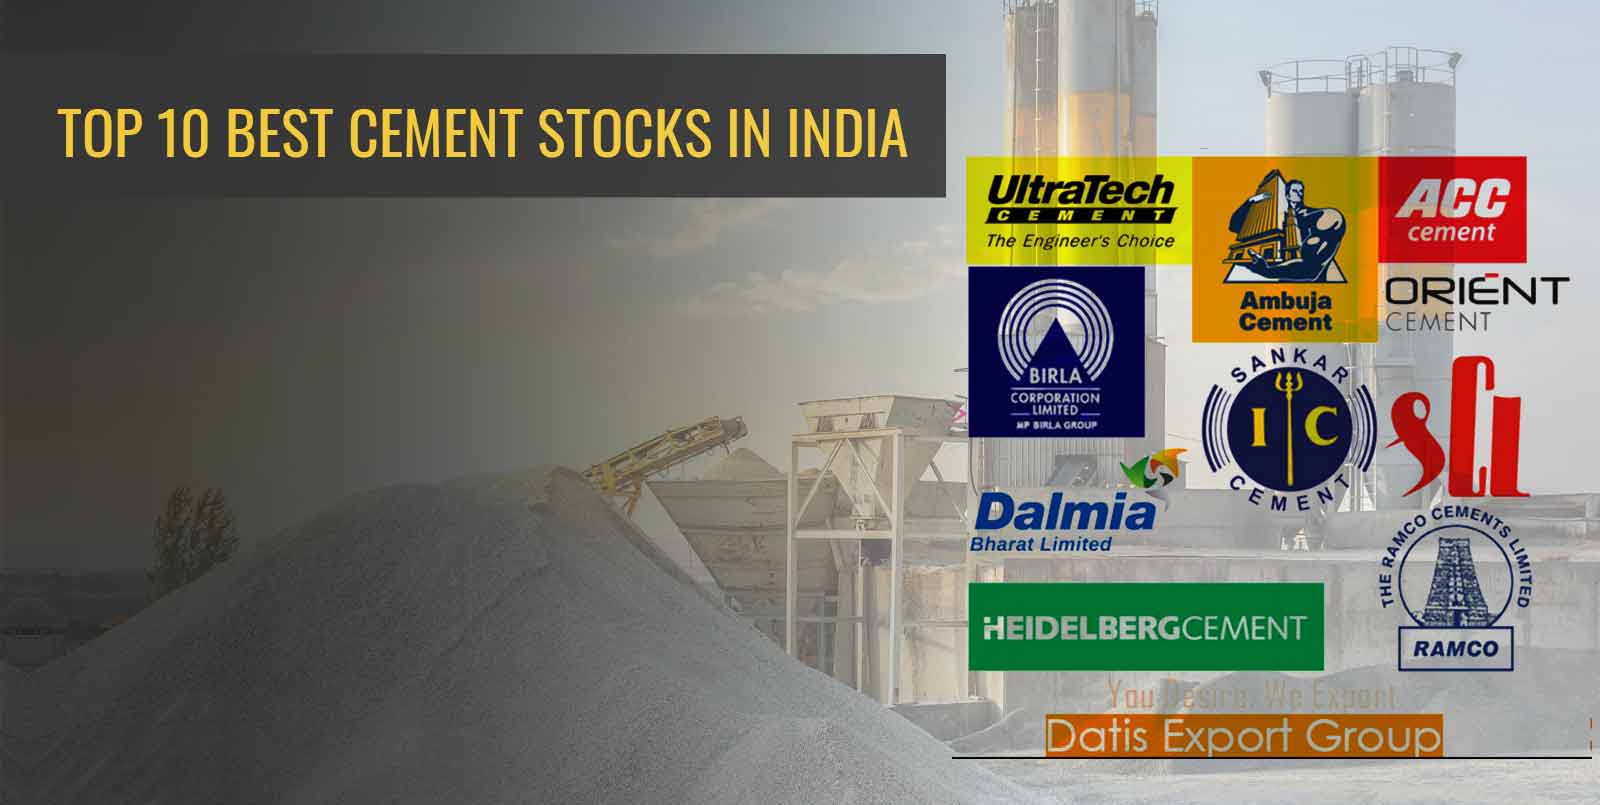 TOP 10 BEST CEMENT STOCKS IN INDIA
UltraTech
CEMENT
The Engineer's Choice
Ambuja
Cement
ACC
cement
ORIÉNT
CEMENT
BIRLA
CORPORATION
LIMITED
MP BIRLA GROUP
SANKAR
I C
CEMENT
SCL
Dalmia
Bharat Limited
THE RAMCO CEMENTS LIMITED
RAMCO
HEIDELBERGCEMENT
You Desire, We Export
Datis Export Group